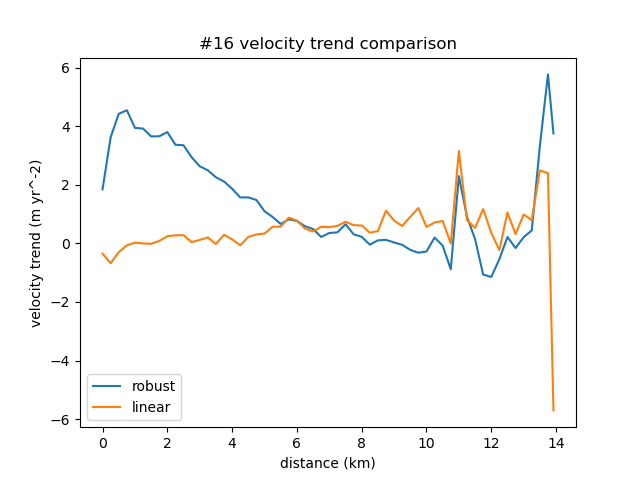 #16 velocity trend comparison
6
4
2
0
−2
−4
−6
velocity trend (m yr^-2)
robust
linear
0 2 4 6 8 10 12 14
distance (km)